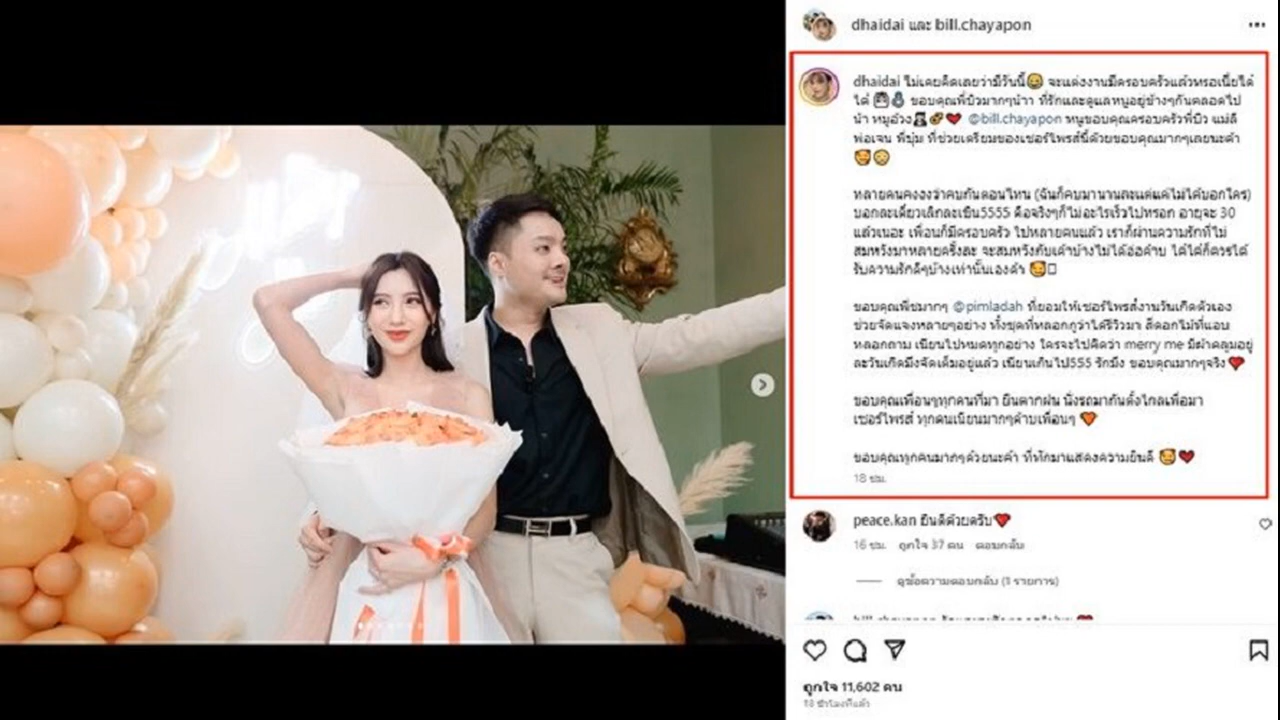 dhaidai และ bill.chayapon
dhaidai ไม่เคยคิดเลยว่ามีวันนี้😂 จะแต่งงานมีครอบครัวแล้วหรอเนี่ยได้
ได๋ ขอบคุณพี่บิวมากๆน้าา ที่รักและดูแลหนูอยู่ข้างๆกันตลอดไป
น้า หมูอ้วง ❤️ @bill.chayapon หนูขอบคุณครอบครัวพี่บิว แม่ลี
พ่อเจน พี่บุ่ม ที่ช่วยเตรียมของเซอร์ไพรส์นี้ด้วยขอบคุณมากๆเลยนะค้า
หลายคนคงงงว่าคบกันตอนไหน (ฉันก็คบมานานละแต่แค่ไม่ได้บอกใคร)
บอกละเดี๋ยวเลิกละเขิน5555 คือจริงๆก็ไม่อะไรเร็วไปหรอก อายุจะ 30
แล้วเนอะ เพื่อนก็มีครอบครัว ไปหลายคนแล้ว เราก็ผ่านความรักที่ไม่
สมหวังมาหลายครั้งละ จะสมหวังกับเค้าบ้างไม่ได้อ่อค้าบ ได๋ได๋ก็ควรได้
รับความรักดีๆบ้างเท่านั้นเองค้า
ขอบคุณพี่ชมากๆ @pimladah ที่ยอมให้เซอร์ไพรส์งานวันเกิดตัวเอง
ช่วยจัดแจงหลายๆอย่าง ทั้งชุดที่หลอกกูว่าได้รีวิวมา สีดอกไม้ที่แอบ
หลอกถาม เนียนไปหมดทุกอย่าง ใครจะไปคิดว่า merry me มีผ้าคลุมอยู่
ละวันเกิดมึงจัดเต็มอยู่แล้ว เนียนเกินไป555 รักมึง ขอบคุณมากๆจริง❤️
ขอบคุณเพื่อนๆทุกคนที่มา ยืนตากฝน นั่งรถมากันตั้งไกลเพื่อมา
เซอร์ไพรส์ ทุกคนเนียนมากๆค้าบเพื่อนๆ
ขอบคุณทุกคนมากๆด้วยนะค้า ที่ทักมาแสดงความยินดี ❤️
18 ชม.
peace.kan ยินดีด้วยครับ❤️
16 ชม. ถูกใจ 37 คน ตอบกลับ
ดูข้อความตอบกลับ (1 รายการ)
ถูกใจ 11,602 คน
18 ชั่วโมงที่แล้ว